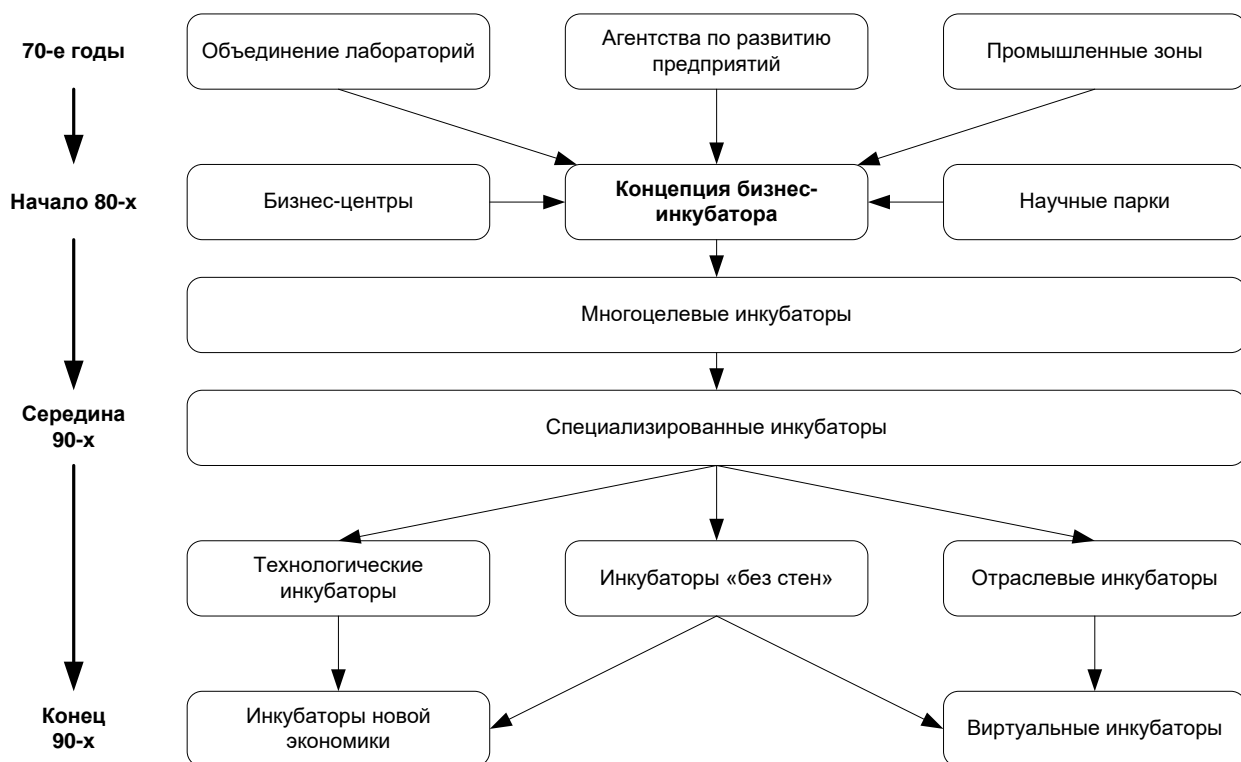 70-е годы
Объединение лабораторий
Агентства по развитию
предприятий
Промышленные зоны
Начало 80-х
Бизнес-центры
Концепция бизнес-
инкубатора
Научные парки
Многоцелевые инкубаторы
Середина
90-х
Специализированные инкубаторы
Технологические
инкубаторы
Инкубаторы «без стен»
Отраслевые инкубаторы
Конец
90-х
Инкубаторы новой
экономики
Виртуальные инкубаторы